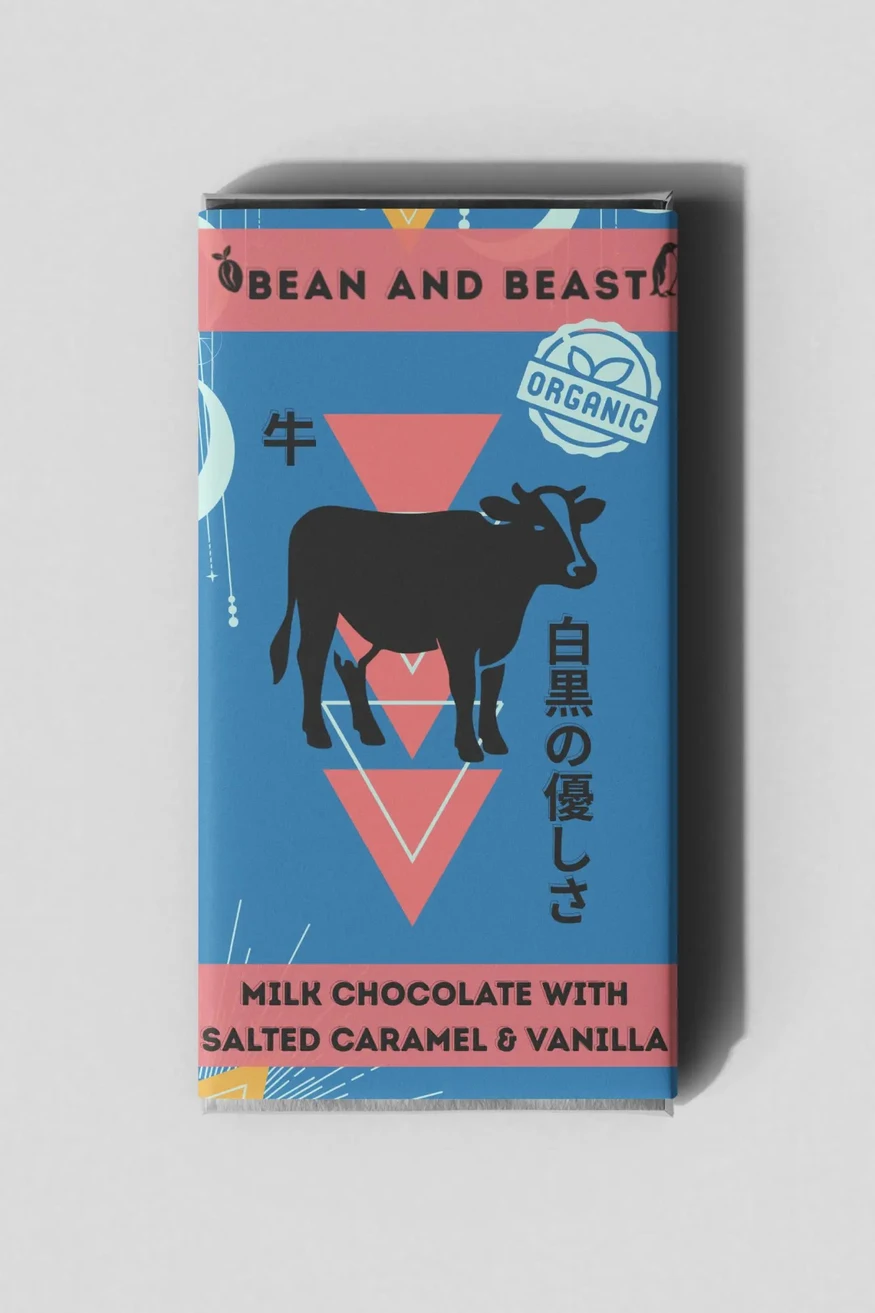 BEAN AND BEAST
ORGANIC
牛
白黒の優しさ
MILK CHOCOLATE WITH
SALTED CARAMEL & VANILLA